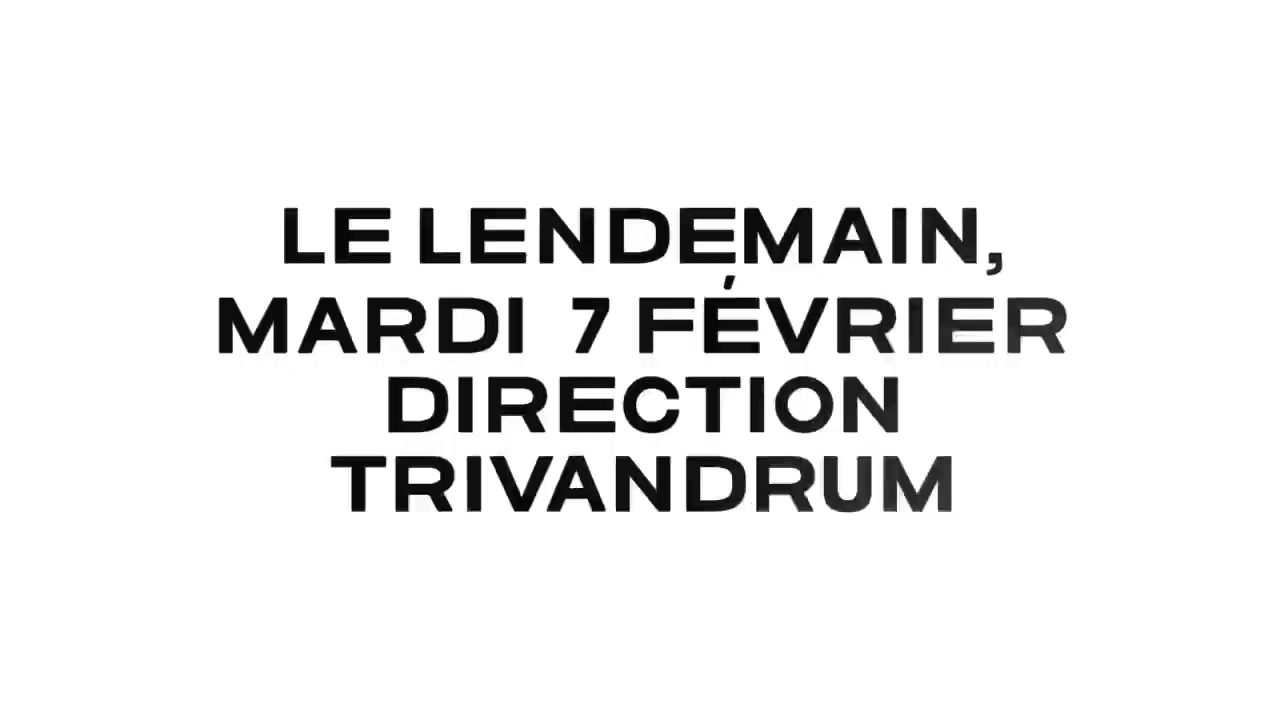 LE LENDEMAIN,
MARDI 7 FÉVRIER
DIRECTION
TRIVANDRUM